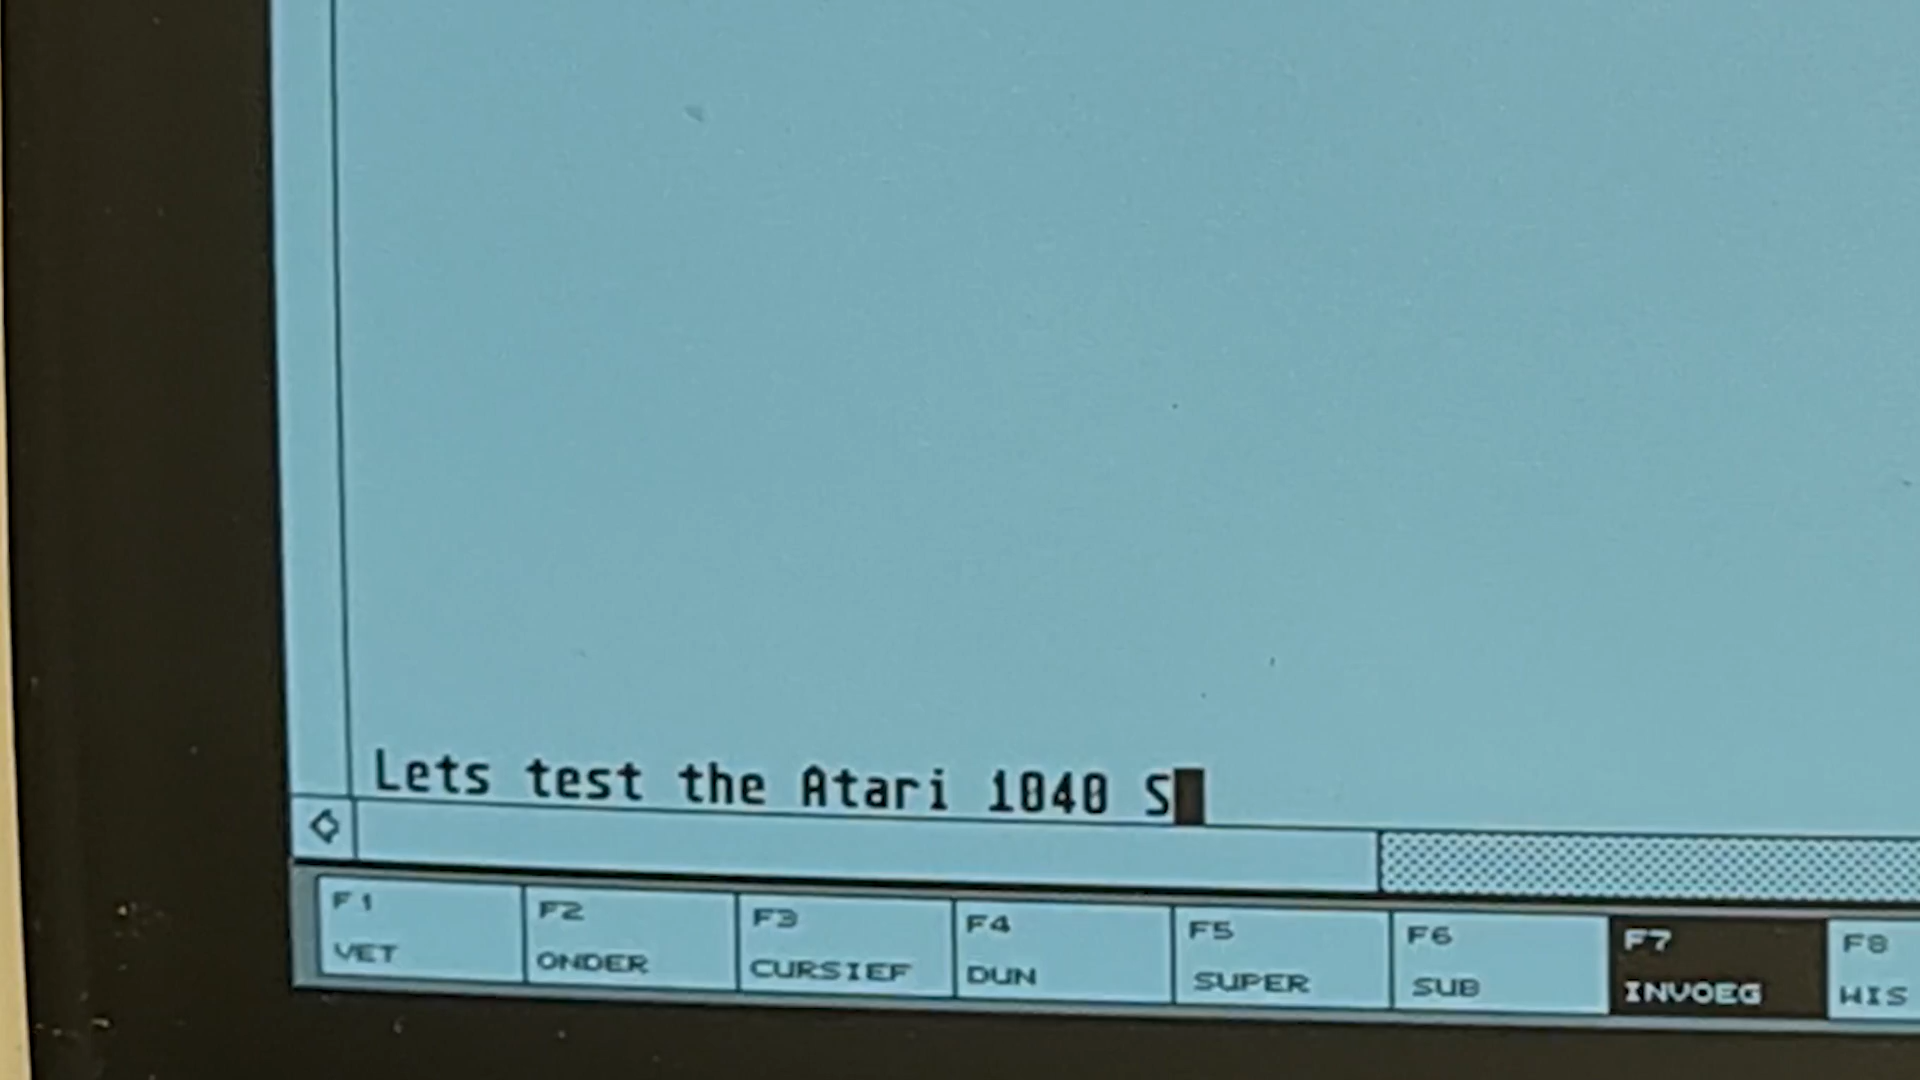 Lets test the Atari 1040 S
F1 F2 F3 F4 F5 F6 F7 F8
VET ONDER CURSIEF DUN SUPER SUB INVOEG WIS